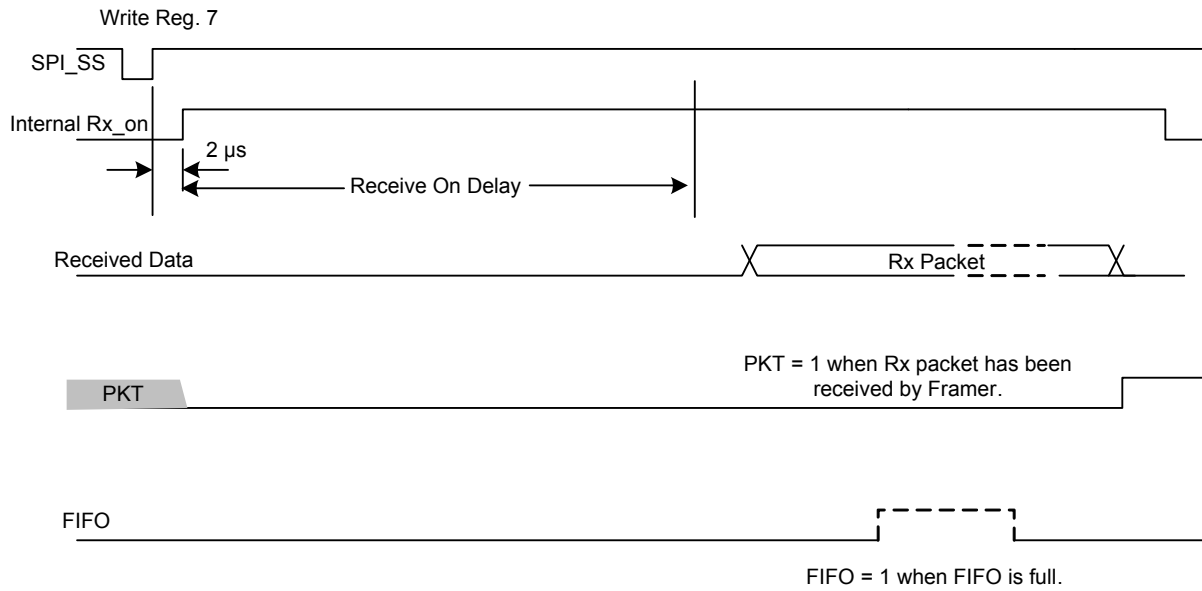 Write Reg. 7
SPI_SS
Internal Rx_on
2 µs
Receive On Delay
Received Data
Rx Packet
PKT = 1 when Rx packet has been
received by Framer.
PKT
FIFO
FIFO = 1 when FIFO is full.